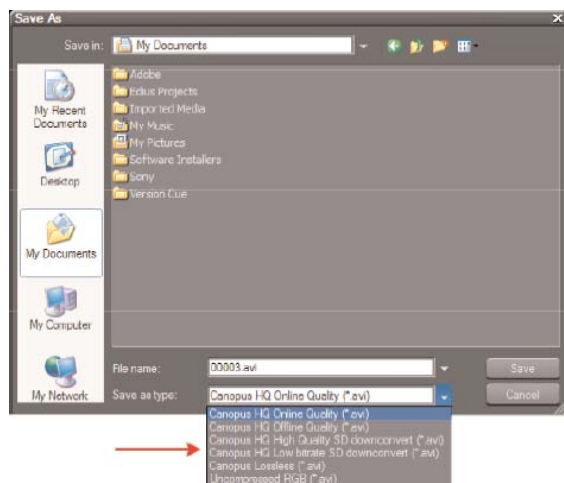 Save As
Save in: My Documents
Adobe
Edius Projects
Imported Media
My Music
My Pictures
Software Installers
Sony
Version Cue
My Recent
Documents
Desktop
My Documents
My Computer
My Network
File name: 00003.avi Save
Save as type: Canopus HQ Online Quality (*.avi) Cancel
Canopus HQ Online Quality (*.avi)
Canopus HQ Offline Quality (*.avi)
Canopus HQ High Quality SD downconvert (*.avi)
Canopus HQ Low bitrate SD downconvert (*.avi)
Canopus Lossless (*.avi)
Uncompressed RGB (*.avi)